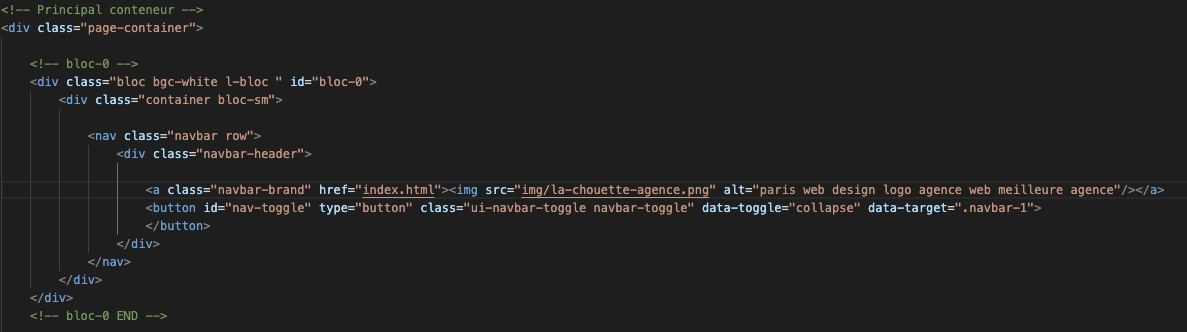 <!-- Principal conteneur -->
<div class="page-container">
<!-- bloc-0 -->
<div class="bloc bgc-white l-bloc " id="bloc-0">
<div class="container bloc-sm">
<nav class="navbar row">
<div class="navbar-header">
<a class="navbar-brand" href="index.html"><img src="img/la-chouette-agence.png" alt="paris web design logo agence web meilleure agence"/></a>
<button id="nav-toggle" type="button" class="ui-navbar-toggle navbar-toggle" data-toggle="collapse" data-target=".navbar-1">
</button>
</div>
</nav>
</div>
</div>
<!-- bloc-0 END -->